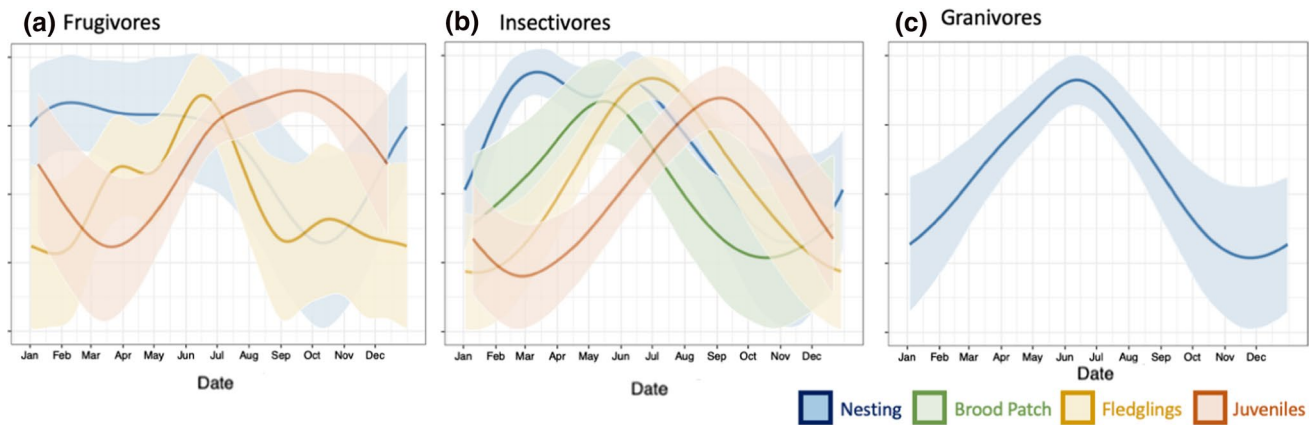 (a) Frugivores
(b) Insectivores
(c) Granivores
Jan Feb Mar Apr May Jun Jul Aug Sep Oct Nov Dec
Date
Jan Feb Mar Apr May Jun Jul Aug Sep Oct Nov Dec
Date
Jan Feb Mar Apr May Jun Jul Aug Sep Oct Nov Dec
Date
Nesting Brood Patch Fledglings Juveniles